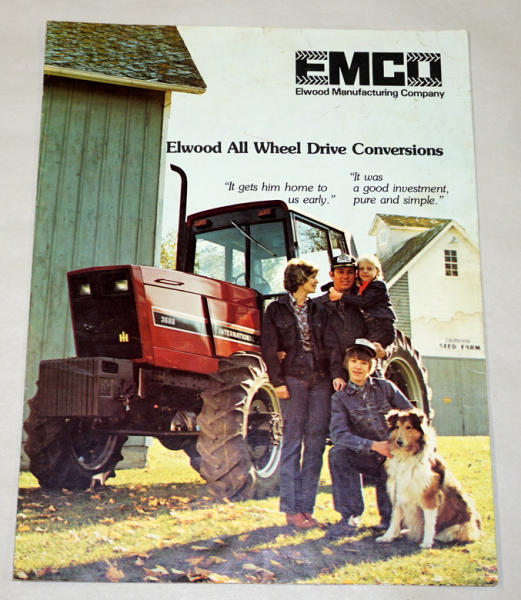 EMCO
Elwood Manufacturing Company
Elwood All Wheel Drive Conversions
"It gets him home to
us early."
"It was
a good investment,
pure and simple."
3688
INTERNATIONAL
IH
SEED FARM